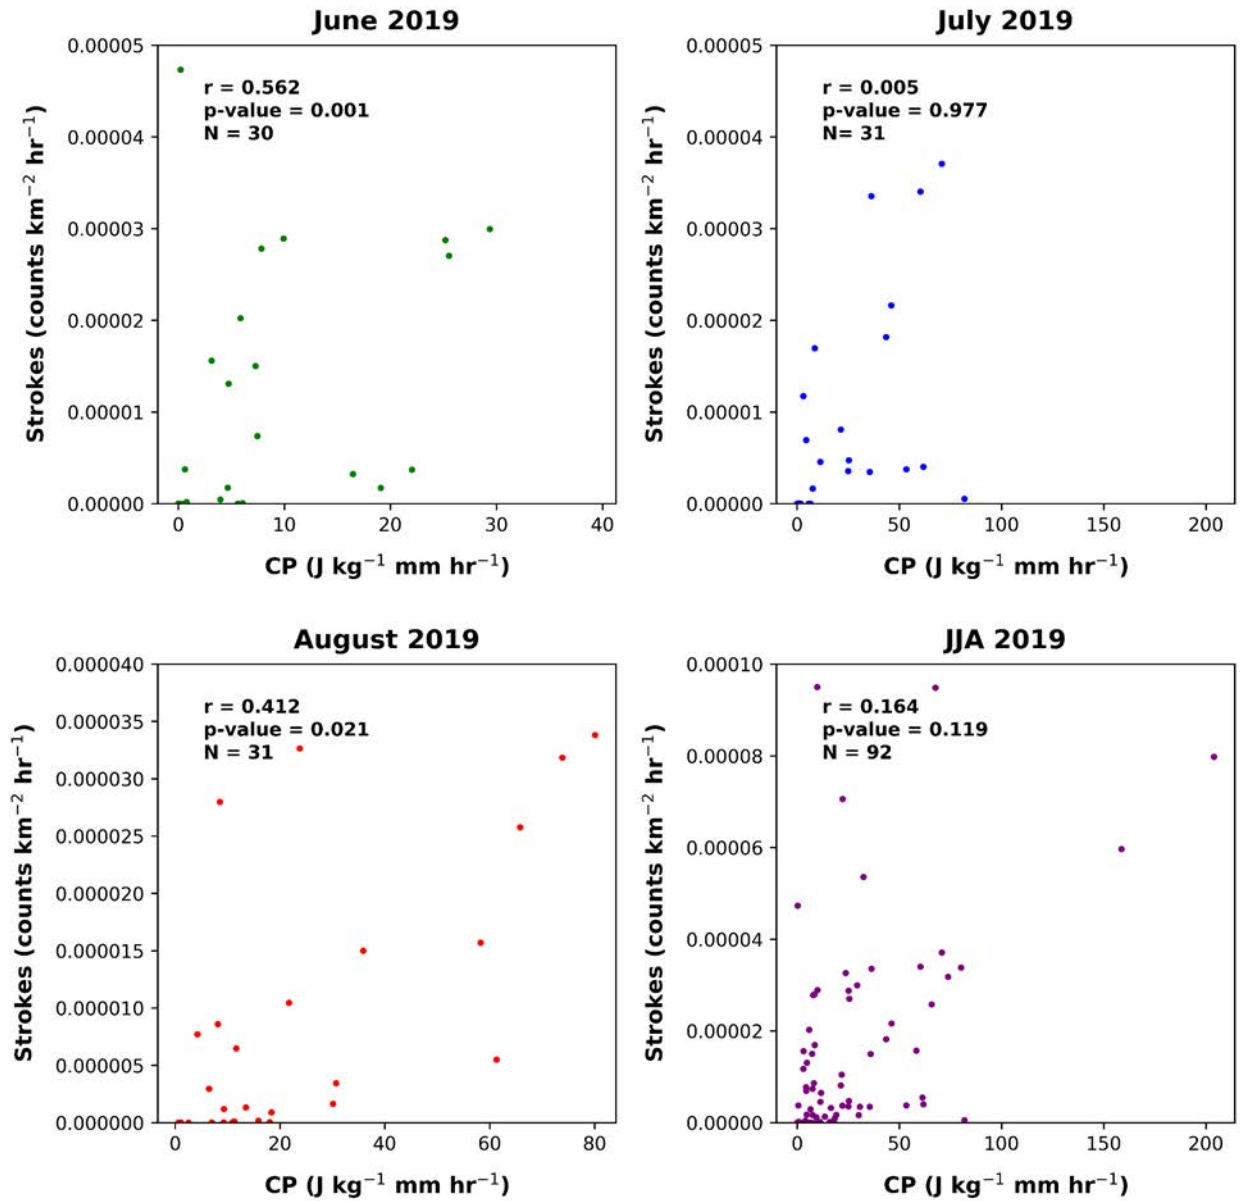 June 2019
0.00005
0.00004
0.00003
0.00002
0.00001
0.00000
Strokes (counts km⁻² hr⁻¹)
r = 0.562
p-value = 0.001
N = 30
0 10 20 30 40
CP (J kg⁻¹ mm hr⁻¹)
July 2019
0.00005
0.00004
0.00003
0.00002
0.00001
0.00000
Strokes (counts km⁻² hr⁻¹)
r = 0.005
p-value = 0.977
N= 31
0 50 100 150 200
CP (J kg⁻¹ mm hr⁻¹)
August 2019
0.000040
0.000035
0.000030
0.000025
0.000020
0.000015
0.000010
0.000005
0.000000
Strokes (counts km⁻² hr⁻¹)
r = 0.412
p-value = 0.021
N = 31
0 20 40 60 80
CP (J kg⁻¹ mm hr⁻¹)
JJA 2019
0.00010
0.00008
0.00006
0.00004
0.00002
0.00000
Strokes (counts km⁻² hr⁻¹)
r = 0.164
p-value = 0.119
N = 92
0 50 100 150 200
CP (J kg⁻¹ mm hr⁻¹)